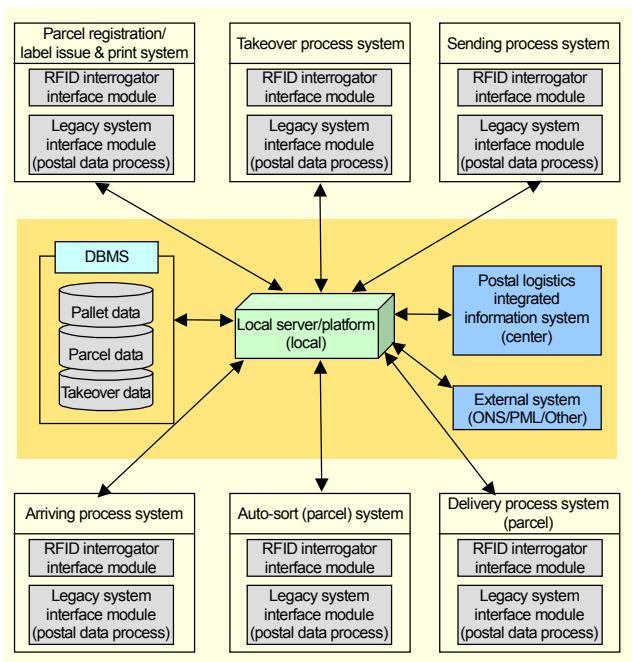 Parcel registration/
label issue & print system
RFID interrogator
interface module
Legacy system
interface module
(postal data process)
Takeover process system
RFID interrogator
interface module
Legacy system
interface module
(postal data process)
Sending process system
RFID interrogator
interface module
Legacy system
interface module
(postal data process)
DBMS
Pallet data
Parcel data
Takeover data
Local server/platform
(local)
Postal logistics
integrated
information system
(center)
External system
(ONS/PML/Other)
Arriving process system
RFID interrogator
interface module
Legacy system
interface module
(postal data process)
Auto-sort (parcel) system
RFID interrogator
interface module
Legacy system
interface module
(postal data process)
Delivery process system
(parcel)
RFID interrogator
interface module
Legacy system
interface module
(postal data process)